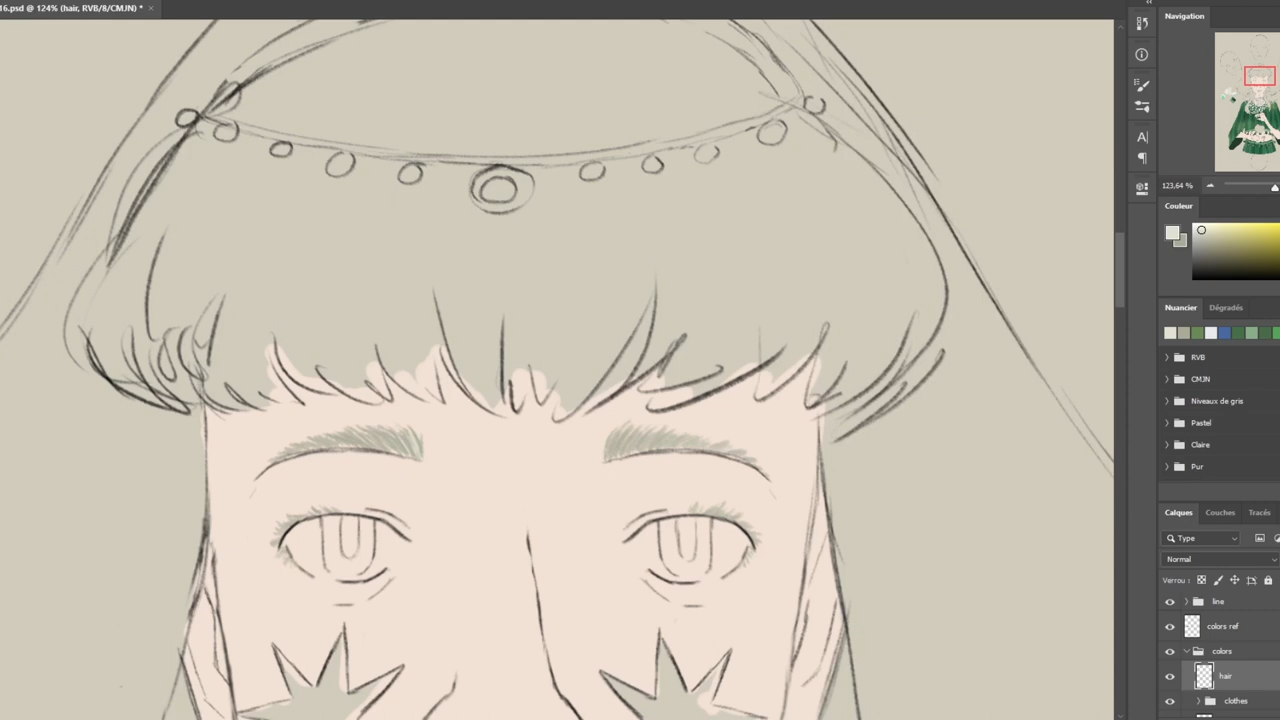 16.psd @ 124% (hair, RVB/8/CMJN) * ×
Navigation
123,64 %
Couleur
Nuancier Dégradés
RVB
CMJN
Niveaux de gris
Pastel
Claire
Pur
Calques Couches Tracés
Type
Normal
Verrou :
line
colors ref
colors
hair
clothes